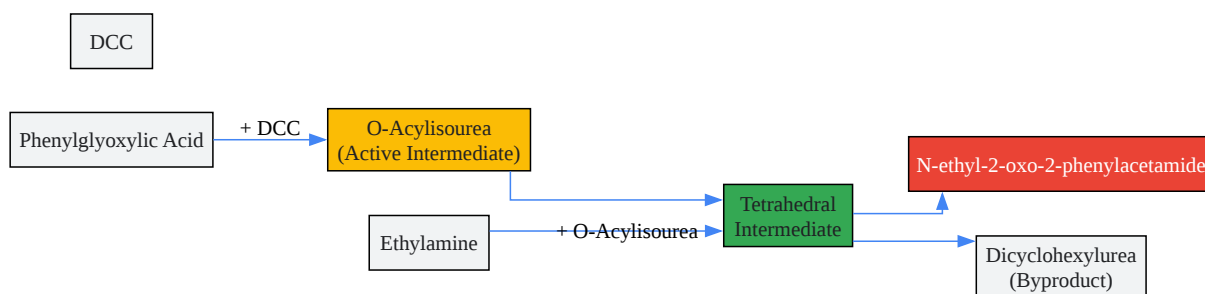 DCC
Phenylglyoxylic Acid
+ DCC
O-Acylisourea
(Active Intermediate)
N-ethyl-2-oxo-2-phenylacetamide
Ethylamine
+ O-Acylisourea
Tetrahedral
Intermediate
Dicyclohexylurea
(Byproduct)